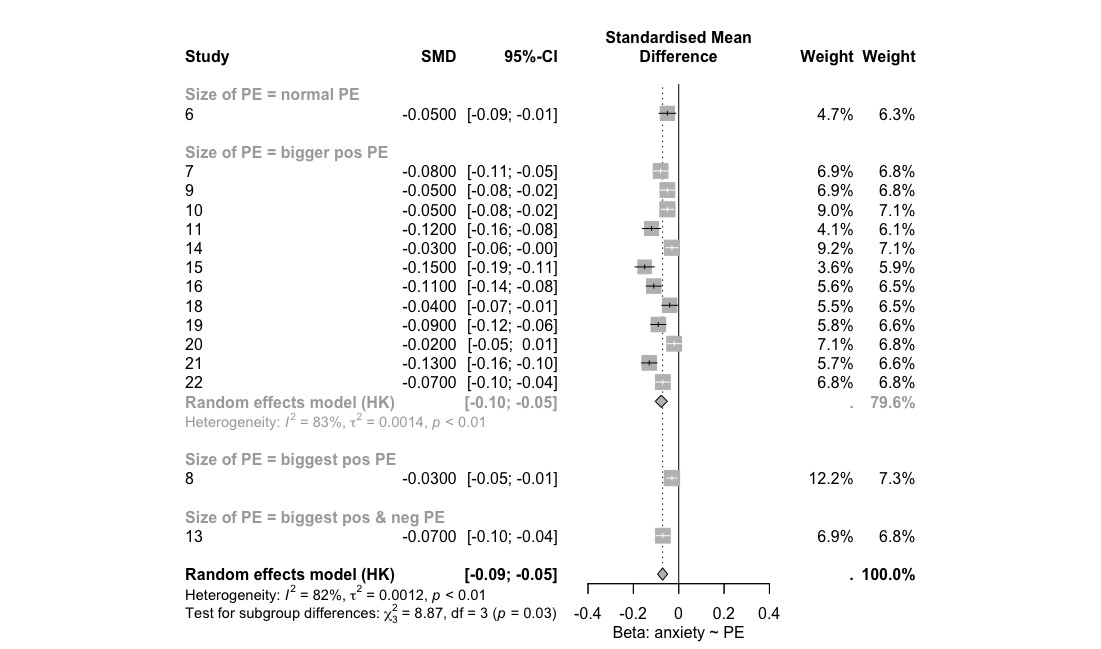 Standardised Mean
Study SMD 95%-CI Difference Weight Weight
Size of PE = normal PE
6 -0.0500 [-0.09; -0.01] 4.7% 6.3%
Size of PE = bigger pos PE
7 -0.0800 [-0.11; -0.05] 6.9% 6.8%
9 -0.0500 [-0.08; -0.02] 6.9% 6.8%
10 -0.0500 [-0.08; -0.02] 9.0% 7.1%
11 -0.1200 [-0.16; -0.08] 4.1% 6.1%
14 -0.0300 [-0.06; -0.00] 9.2% 7.1%
15 -0.1500 [-0.19; -0.11] 3.6% 5.9%
16 -0.1100 [-0.14; -0.08] 5.6% 6.5%
18 -0.0400 [-0.07; -0.01] 5.5% 6.5%
19 -0.0900 [-0.12; -0.06] 5.8% 6.6%
20 -0.0200 [-0.05; 0.01] 7.1% 6.8%
21 -0.1300 [-0.16; -0.10] 5.7% 6.6%
22 -0.0700 [-0.10; -0.04] 6.8% 6.8%
Random effects model (HK) [-0.10; -0.05] . 79.6%
Heterogeneity: I² = 83%, τ² = 0.0014, p < 0.01
Size of PE = biggest pos PE
8 -0.0300 [-0.05; -0.01] 12.2% 7.3%
Size of PE = biggest pos & neg PE
13 -0.0700 [-0.10; -0.04] 6.9% 6.8%
Random effects model (HK) [-0.09; -0.05] . 100.0%
Heterogeneity: I² = 82%, τ² = 0.0012, p < 0.01
Test for subgroup differences: χ²₃ = 8.87, df = 3 (p = 0.03)
-0.4 -0.2 0 0.2 0.4
Beta: anxiety ~ PE